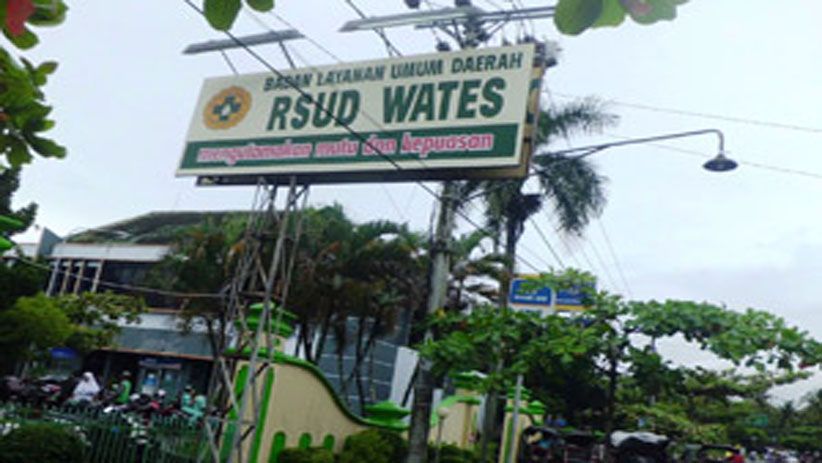 BADAN LAYANAN UMUM DAERAH
RSUD WATES
mengutamakan mutu dan kepuasan